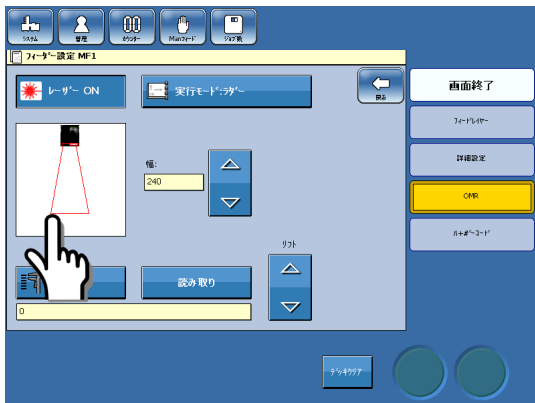 システム
管理
カウンター
Manフィード
ジョブ読
フィーダー設定 MF1
レーザー ON
実行モード:ラダー
戻る
画面終了
フィードレイヤー
詳細設定
OMR
バーコード
幅:
240
リフト
読み取り
0
デッキクリア